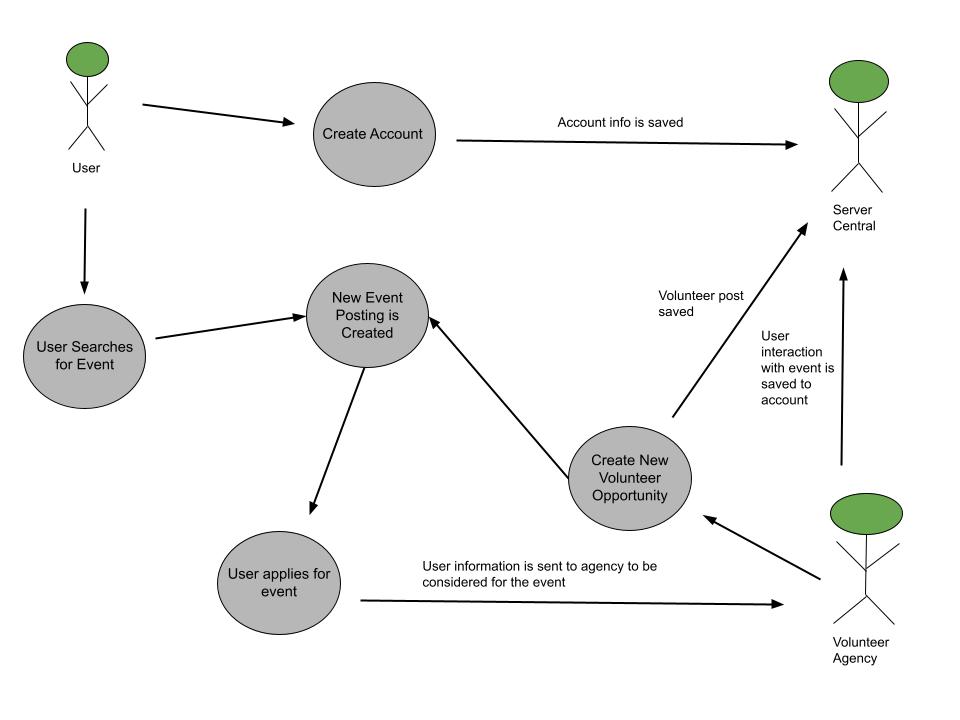 User
Create Account
Account info is saved
Server
Central
User Searches
for Event
New Event
Posting is
Created
Volunteer post
saved
User
interaction
with event is
saved to
account
Create New
Volunteer
Opportunity
User applies for
event
User information is sent to agency to be
considered for the event
Volunteer
Agency